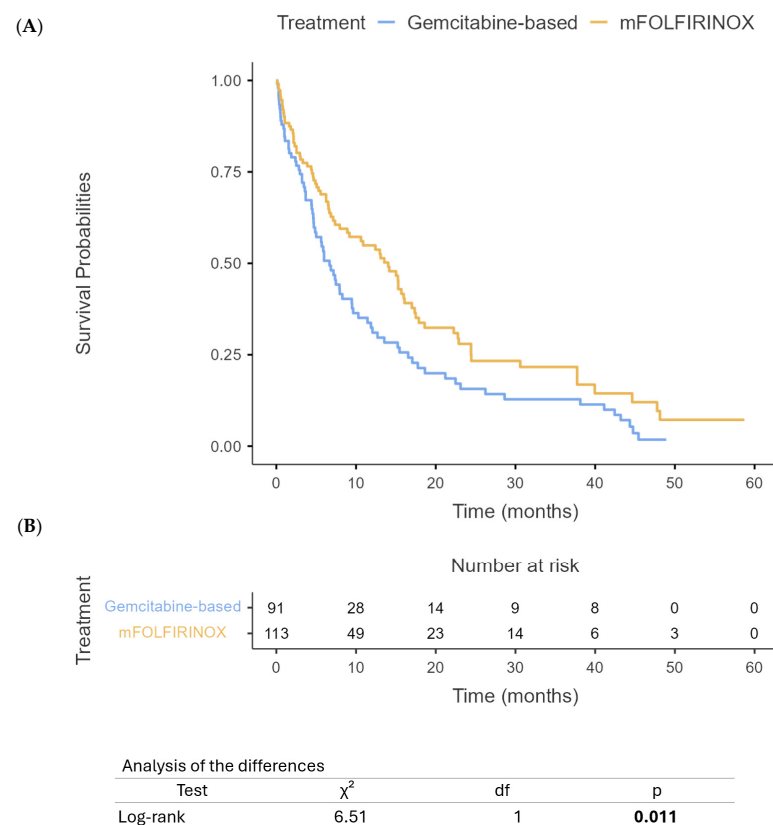 (A)
Treatment Gemcitabine-based mFOLFIRINOX
Survival Probabilities
1.00
0.75
0.50
0.25
0.00
0 10 20 30 40 50 60
Time (months)
(B)
Number at risk
Treatment
Gemcitabine-based 91 28 14 9 8 0 0
mFOLFIRINOX 113 49 23 14 6 3 0
0 10 20 30 40 50 60
Time (months)
Analysis of the differences
Test χ² df p
Log-rank 6.51 1 0.011